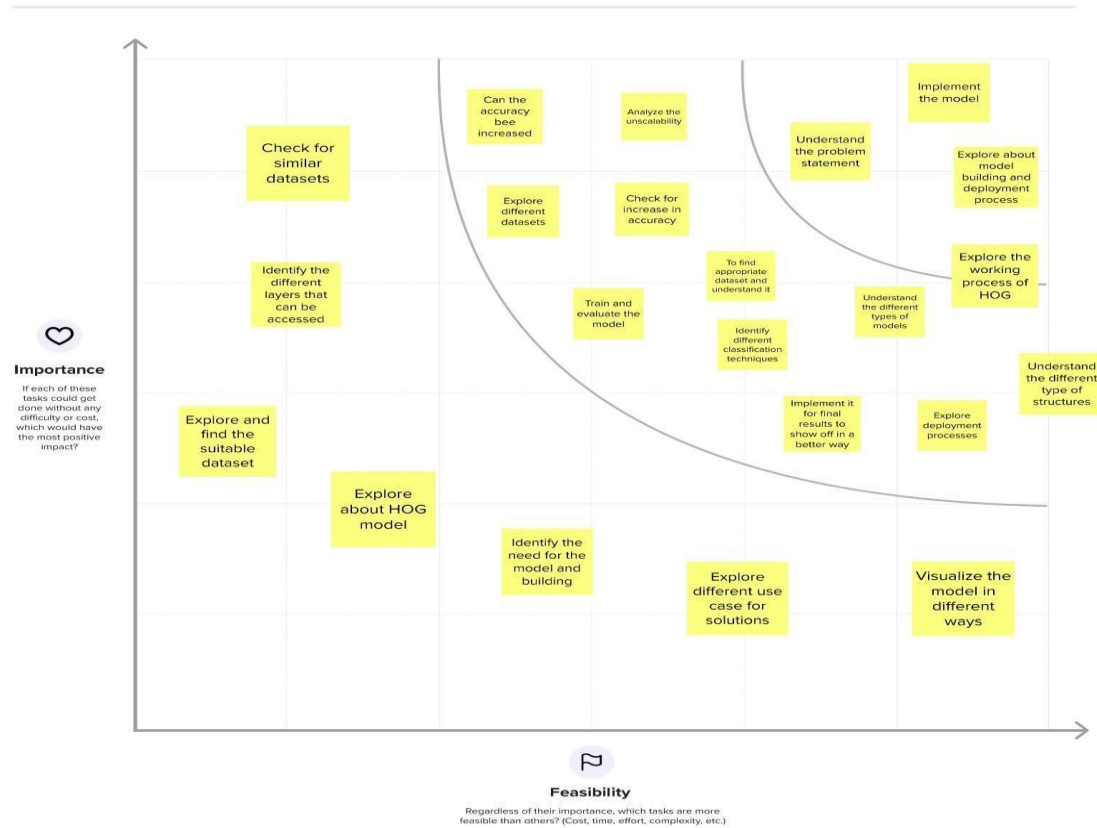 Can the
accuracy
bee
increased
Analyze the
unscalability
Implement
the model
Understand
the problem
statement
Check for
similar
datasets
Explore about
model
building and
deployment
process
Explore
different
datasets
Check for
increase in
accuracy
Explore the
working
process of
HOG
To find
appropriate
dataset and
understand it
Identify the
different
layers that
can be
accessed
Train and
evaluate the
model
Understand
the different
types of
models
Identify
different
classification
techniques
Understand
the different
type of
structures
Importance
If each of these
tasks could get
done without any
difficulty or cost,
which would have
the most positive
impact?
Explore and
find the
suitable
dataset
Implement it
for final
results to
show off in a
better way
Explore
deployment
processes
Explore
about HOG
model
Identify the
need for the
model and
building
Explore
different use
case for
solutions
Visualize the
model in
different
ways
Feasibility
Regardless of their importance, which tasks are more
feasible than others? (Cost, time, effort, complexity, etc.)